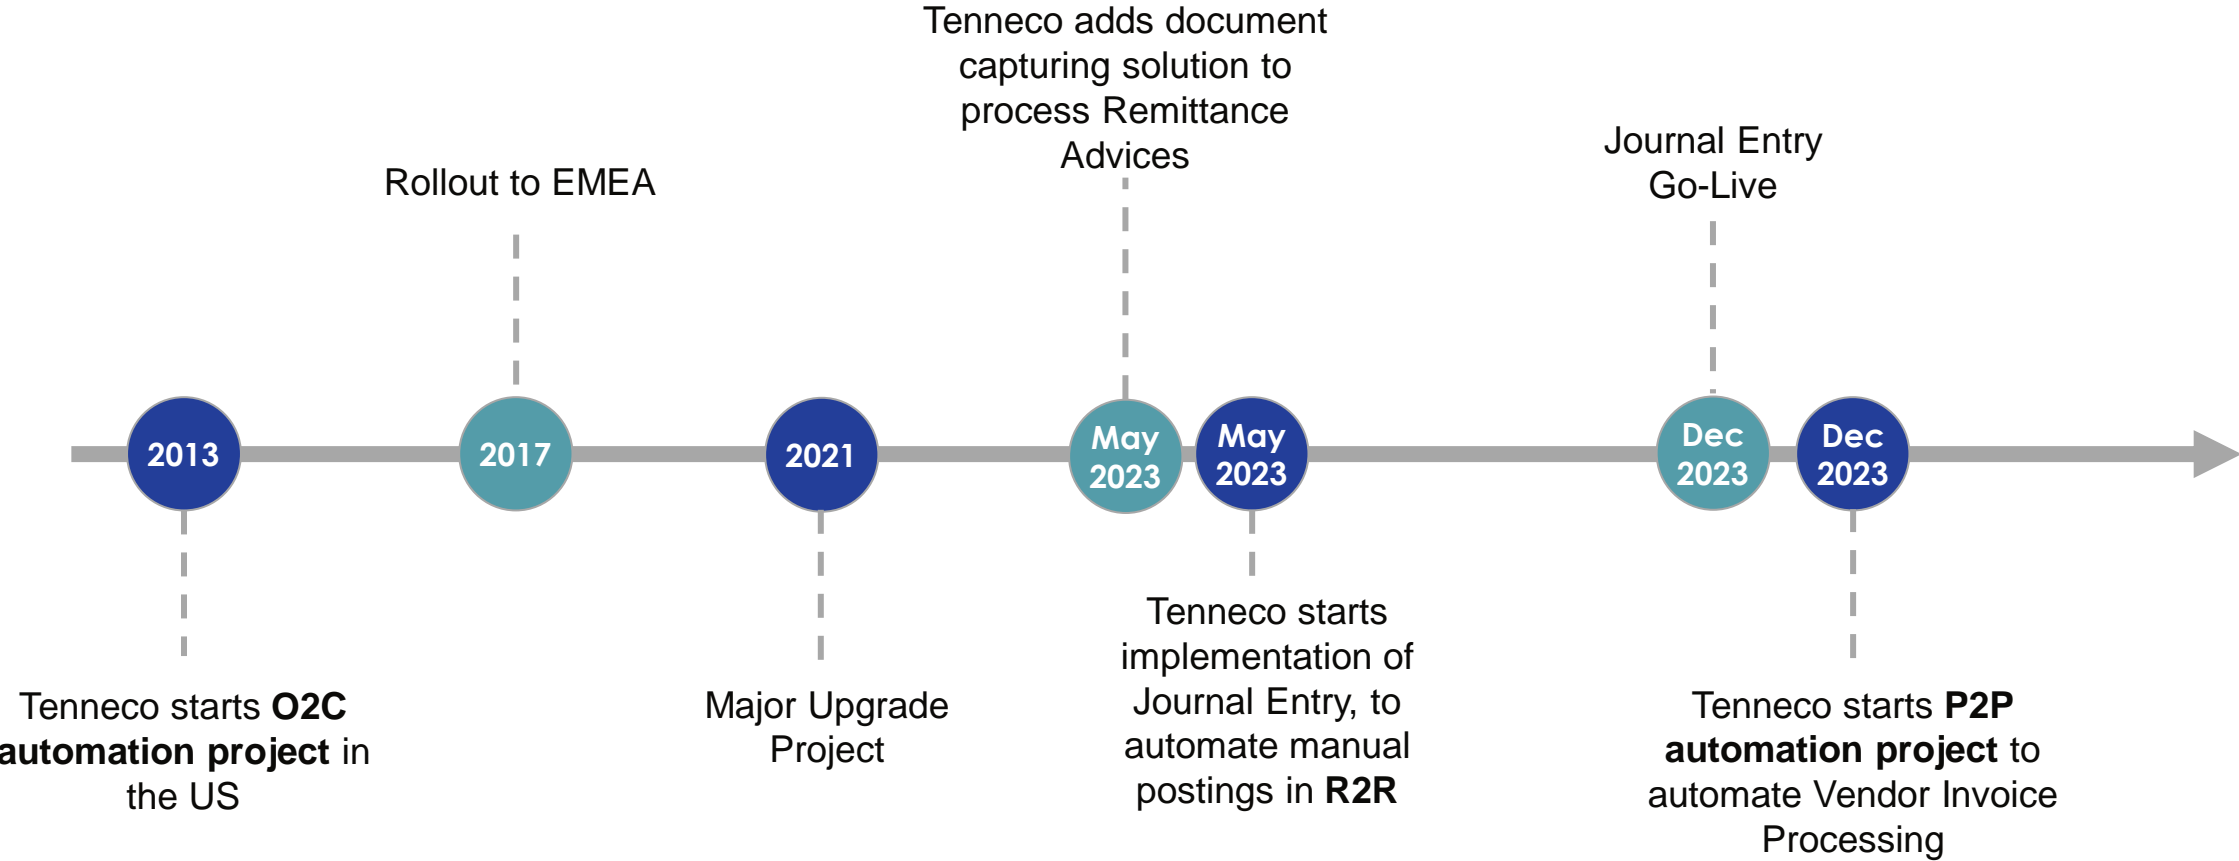 Tenneco adds document
capturing solution to
process Remittance
Advices
Journal Entry
Go-Live
Rollout to EMEA
2013
2017
2021
May
2023
May
2023
Dec
2023
Dec
2023
Tenneco starts O2C
automation project in
the US
Major Upgrade
Project
Tenneco starts
implementation of
Journal Entry, to
automate manual
postings in R2R
Tenneco starts P2P
automation project to
automate Vendor Invoice
Processing